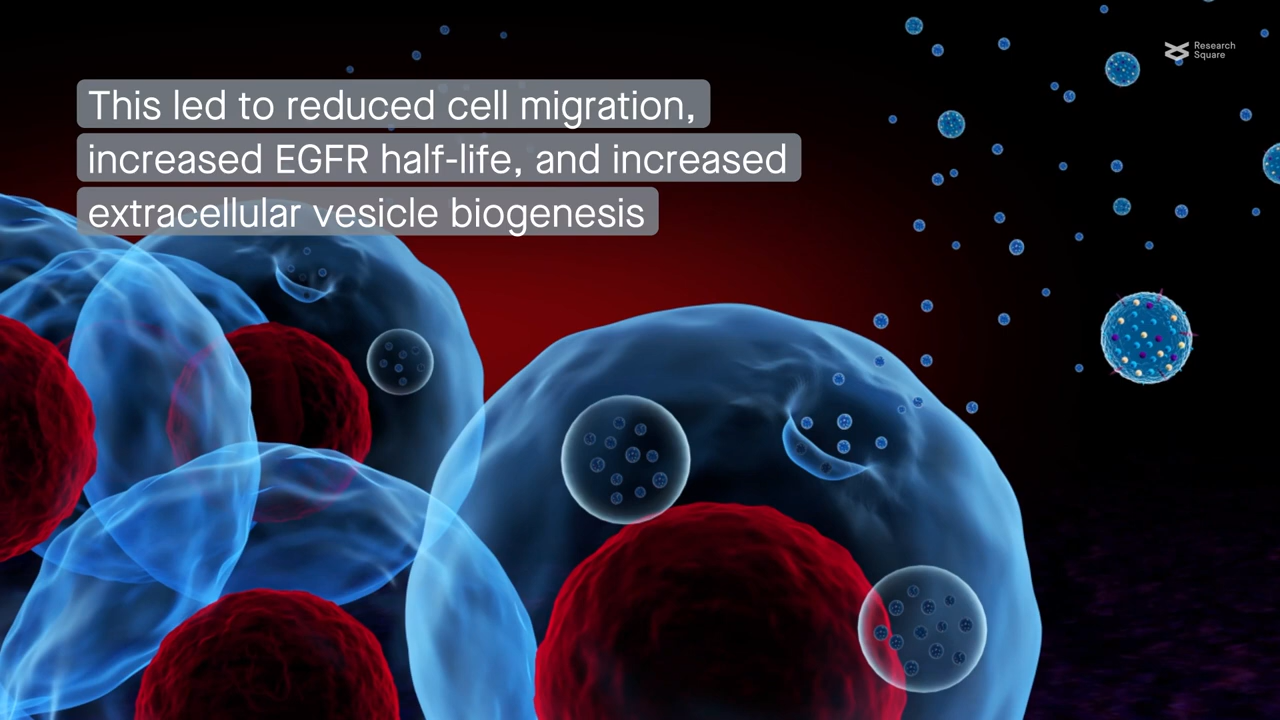 This led to reduced cell migration,
increased EGFR half-life, and increased
extracellular vesicle biogenesis
Research
Square